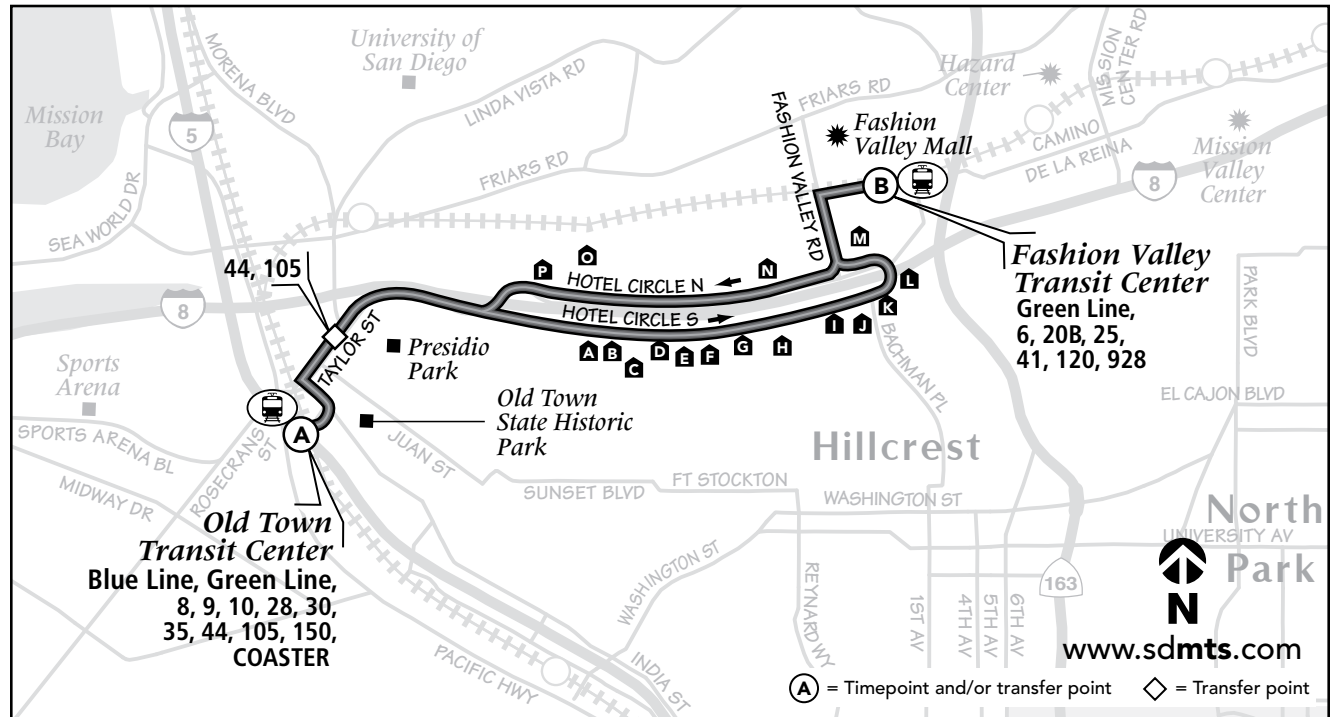 University of
San Diego
MORENA BLVD
LINDA VISTA RD
Mission
Bay
5
FRIARS RD
SEA WORLD DR
FASHION VALLEY RD
FRIARS RD
Hazard
Center
MISSION
CENTER RD
Fashion
Valley Mall
CAMINO
DE LA REINA
Mission
Valley
Center
8
B
Fashion Valley
Transit Center
Green Line,
6, 20B, 25,
41, 120, 928
44, 105
8
P
O
N
M
L
K
HOTEL CIRCLE N
HOTEL CIRCLE S
A
B
C
D
E
F
G
H
I
J
TAYLOR ST
Presidio
Park
Old Town
State Historic
Park
Sports
Arena
SPORTS ARENA BL
MIDWAY DR
ROSECRANS
ST
A
JUAN ST
SUNSET BLVD
FT STOCKTON
Hillcrest
WASHINGTON ST
BACHMAN PL
PARK BLVD
EL CAJON BLVD
North
UNIVERSITY AV
Park
Old Town
Transit Center
Blue Line, Green Line,
8, 9, 10, 28, 30,
35, 44, 105, 150,
COASTER
WASHINGTON ST
REYNARD WY
1ST AV
4TH AV
5TH AV
6TH AV
163
PACIFIC HWY
INDIA ST
N
www.sdmts.com
A = Timepoint and/or transfer point
= Transfer point